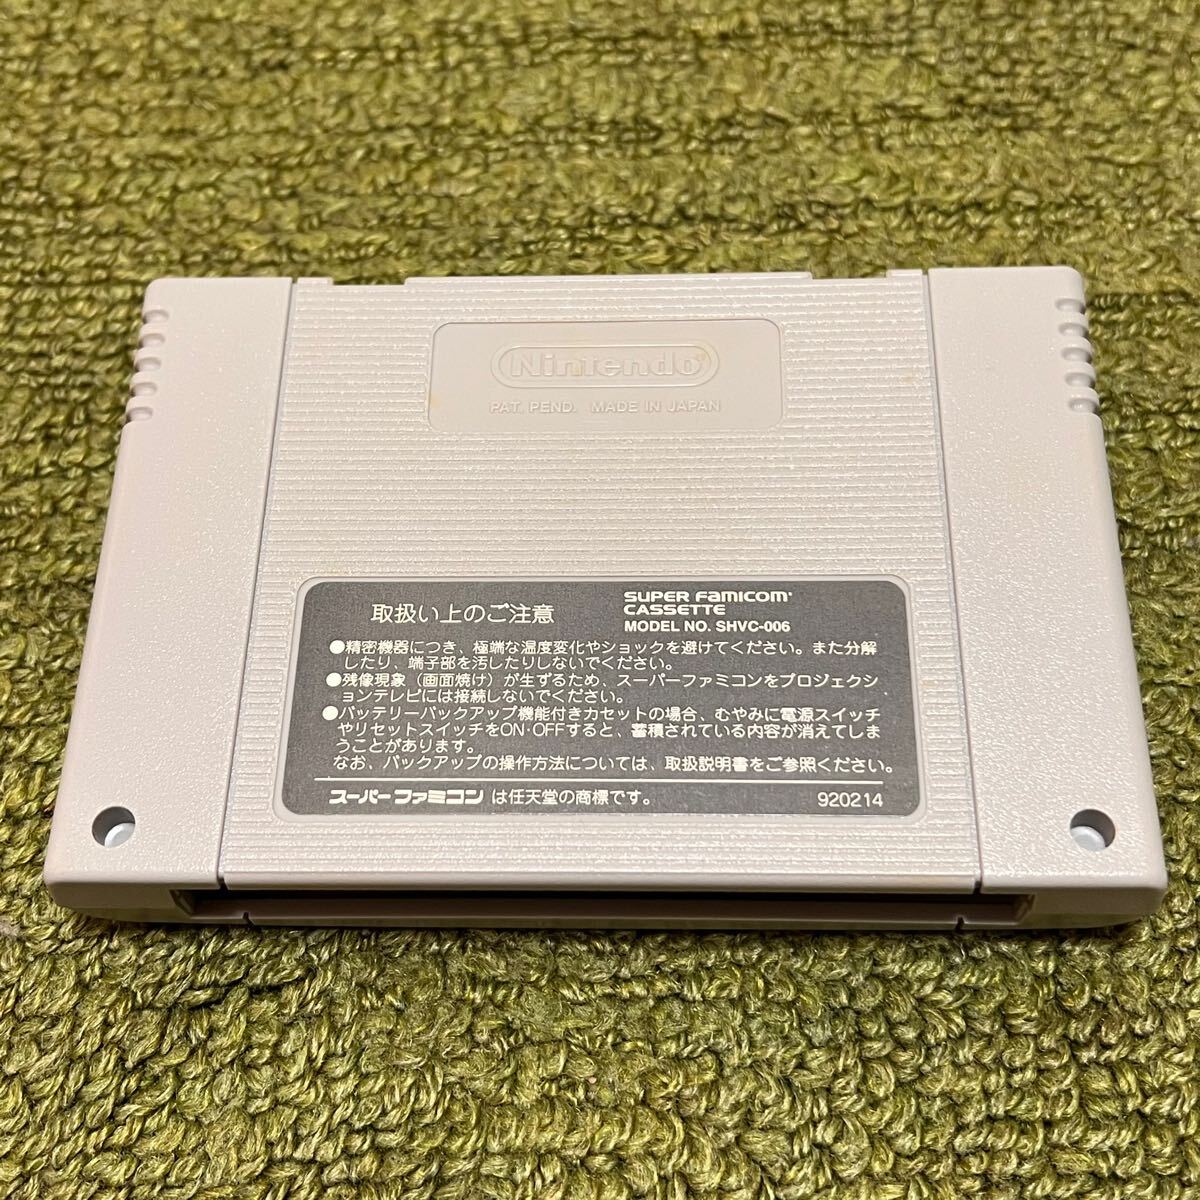 Nintendo
PAT. PEND. MADE IN JAPAN
取扱い上のご注意
SUPER Famicom
CASSETTE
MODEL NO. SHVC-006
●精密機器につき、極端な温度変化やショックを避けてください。また分解
したり、端子部を汚したりしないでください。
●残像現象（画面焼け）が生ずるため、スーパーファミコンをプロジェクシ
ョンテレビには接続しないでください。
●バッテリーバックアップ機能付きカセットの場合、むやみに電源スイッチ
やリセットスイッチをON・OFFすると、蓄積されている内容が消えてしま
うことがあります。
なお、バックアップの操作方法については、取扱説明書をご参照ください。
スーパーファミコン は任天堂の商標です。
920214